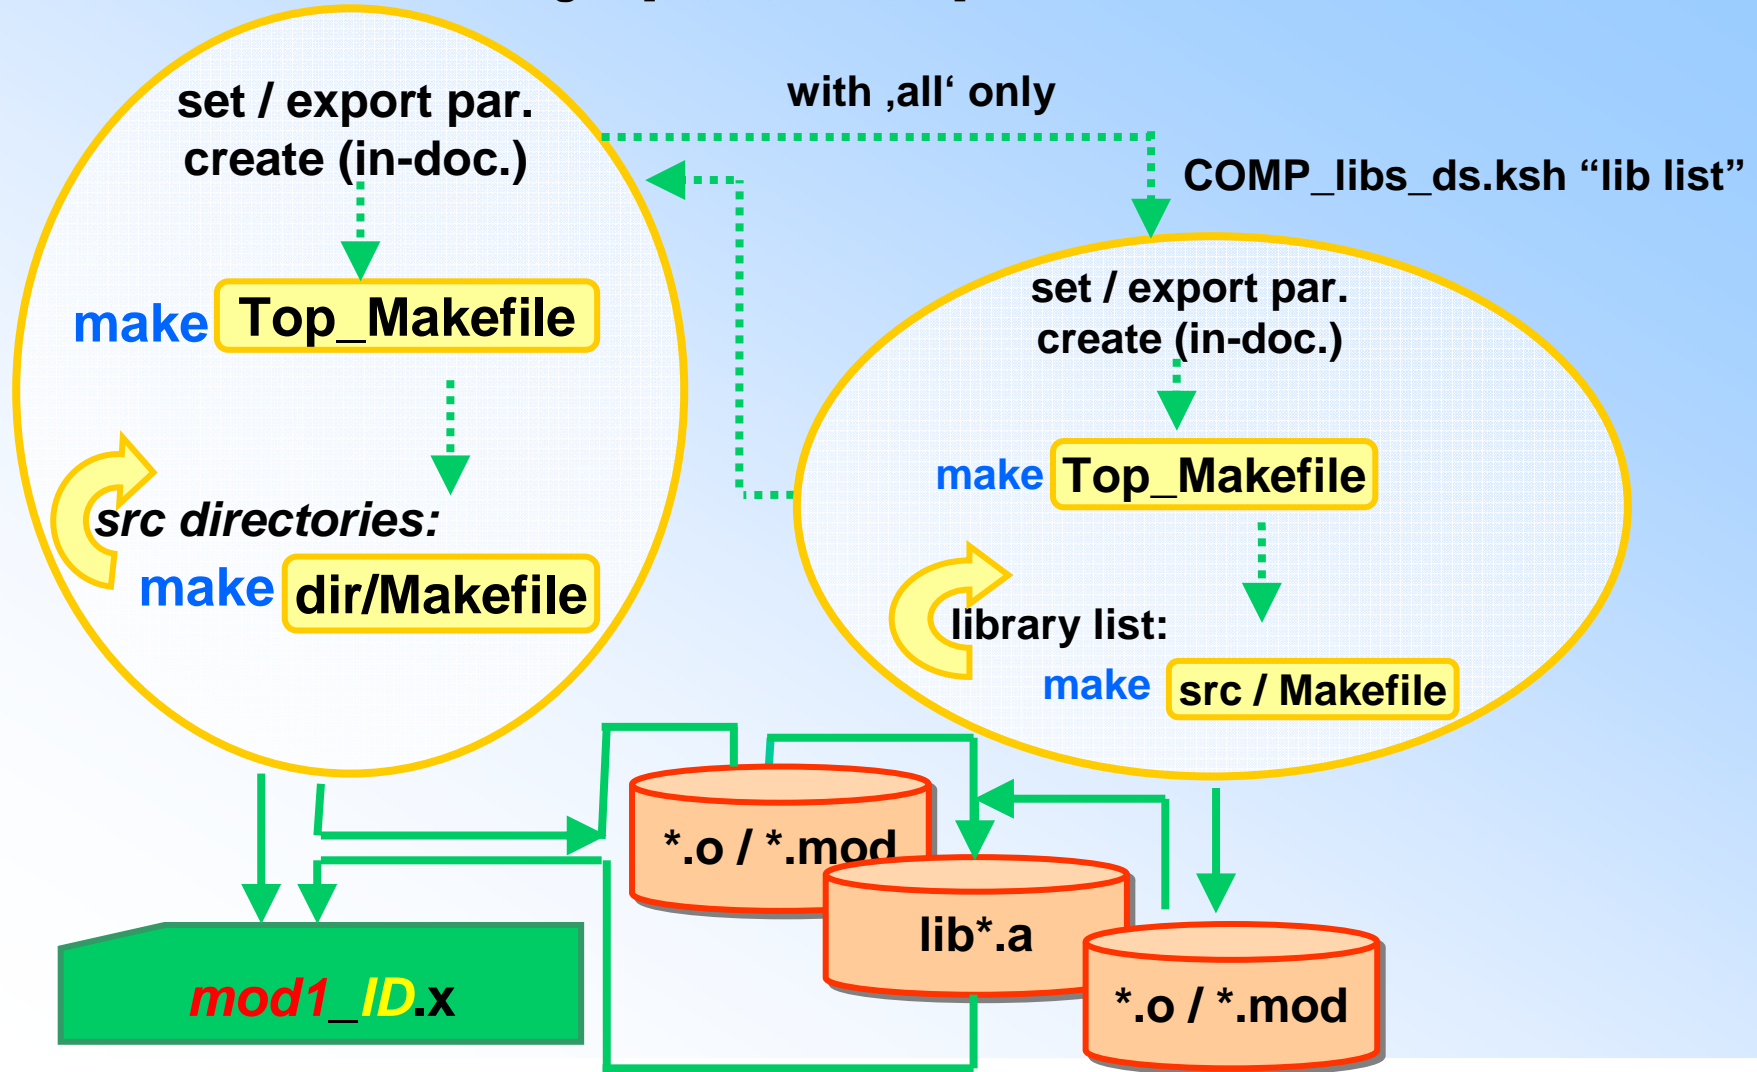 set / export par.
create (in-doc.)
make Top_Makefile
src directories:
make dir/Makefile
with ‚all‘ only
COMP_libs_ds.ksh “lib list”
set / export par.
create (in-doc.)
make Top_Makefile
library list:
make src / Makefile
*.o / *.mod
lib*.a
*.o / *.mod
mod1_ID.x